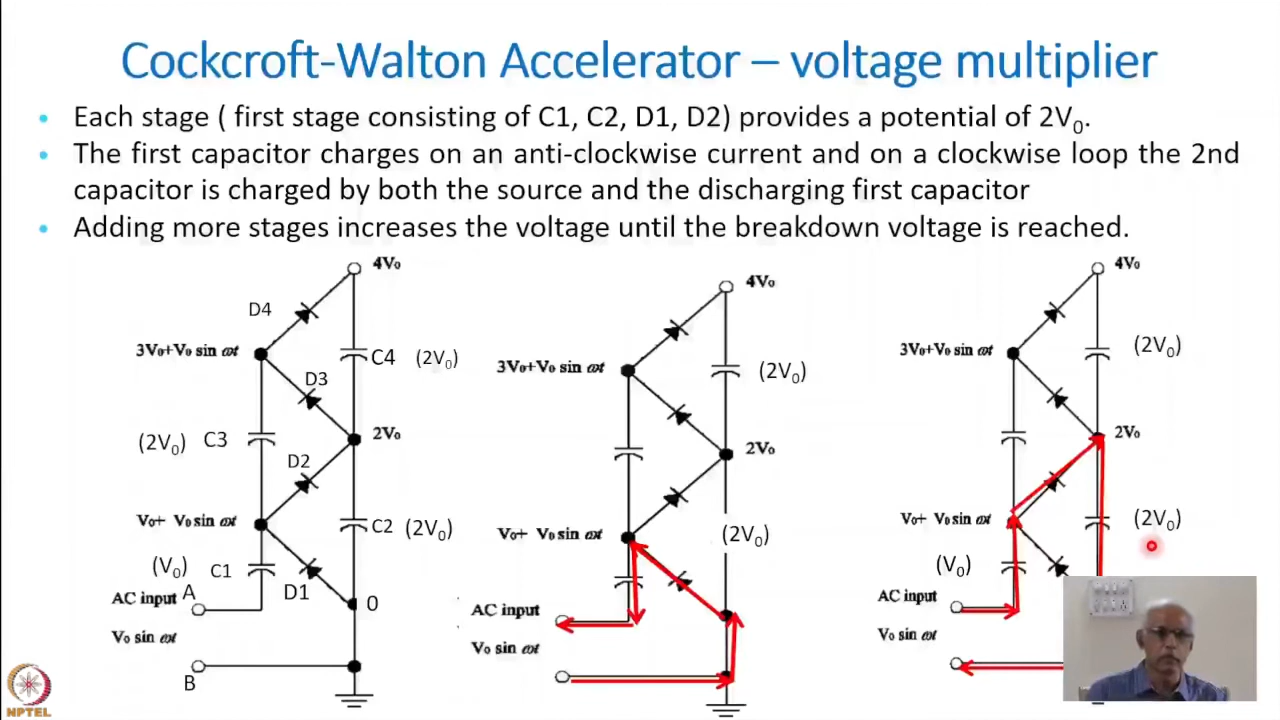 Cockcroft-Walton Accelerator – voltage multiplier
• Each stage ( first stage consisting of C1, C2, D1, D2) provides a potential of 2V₀.
• The first capacitor charges on an anti-clockwise current and on a clockwise loop the 2nd
capacitor is charged by both the source and the discharging first capacitor
• Adding more stages increases the voltage until the breakdown voltage is reached.
4V₀
D4
3V₀+V₀ sin ωt
C4 (2V₀)
D3
(2V₀) C3
2V₀
D2
V₀+ V₀ sin ωt
C2 (2V₀)
(V₀) C1
D1
AC input A
0
V₀ sin ωt
B
4V₀
3V₀+V₀ sin ωt
(2V₀)
2V₀
V₀+ V₀ sin ωt
(2V₀)
AC input
V₀ sin ωt
4V₀
3V₀+V₀ sin ωt
(2V₀)
2V₀
V₀+ V₀ sin ωt
(2V₀)
(V₀)
AC input
V₀ sin ωt
NPTEL